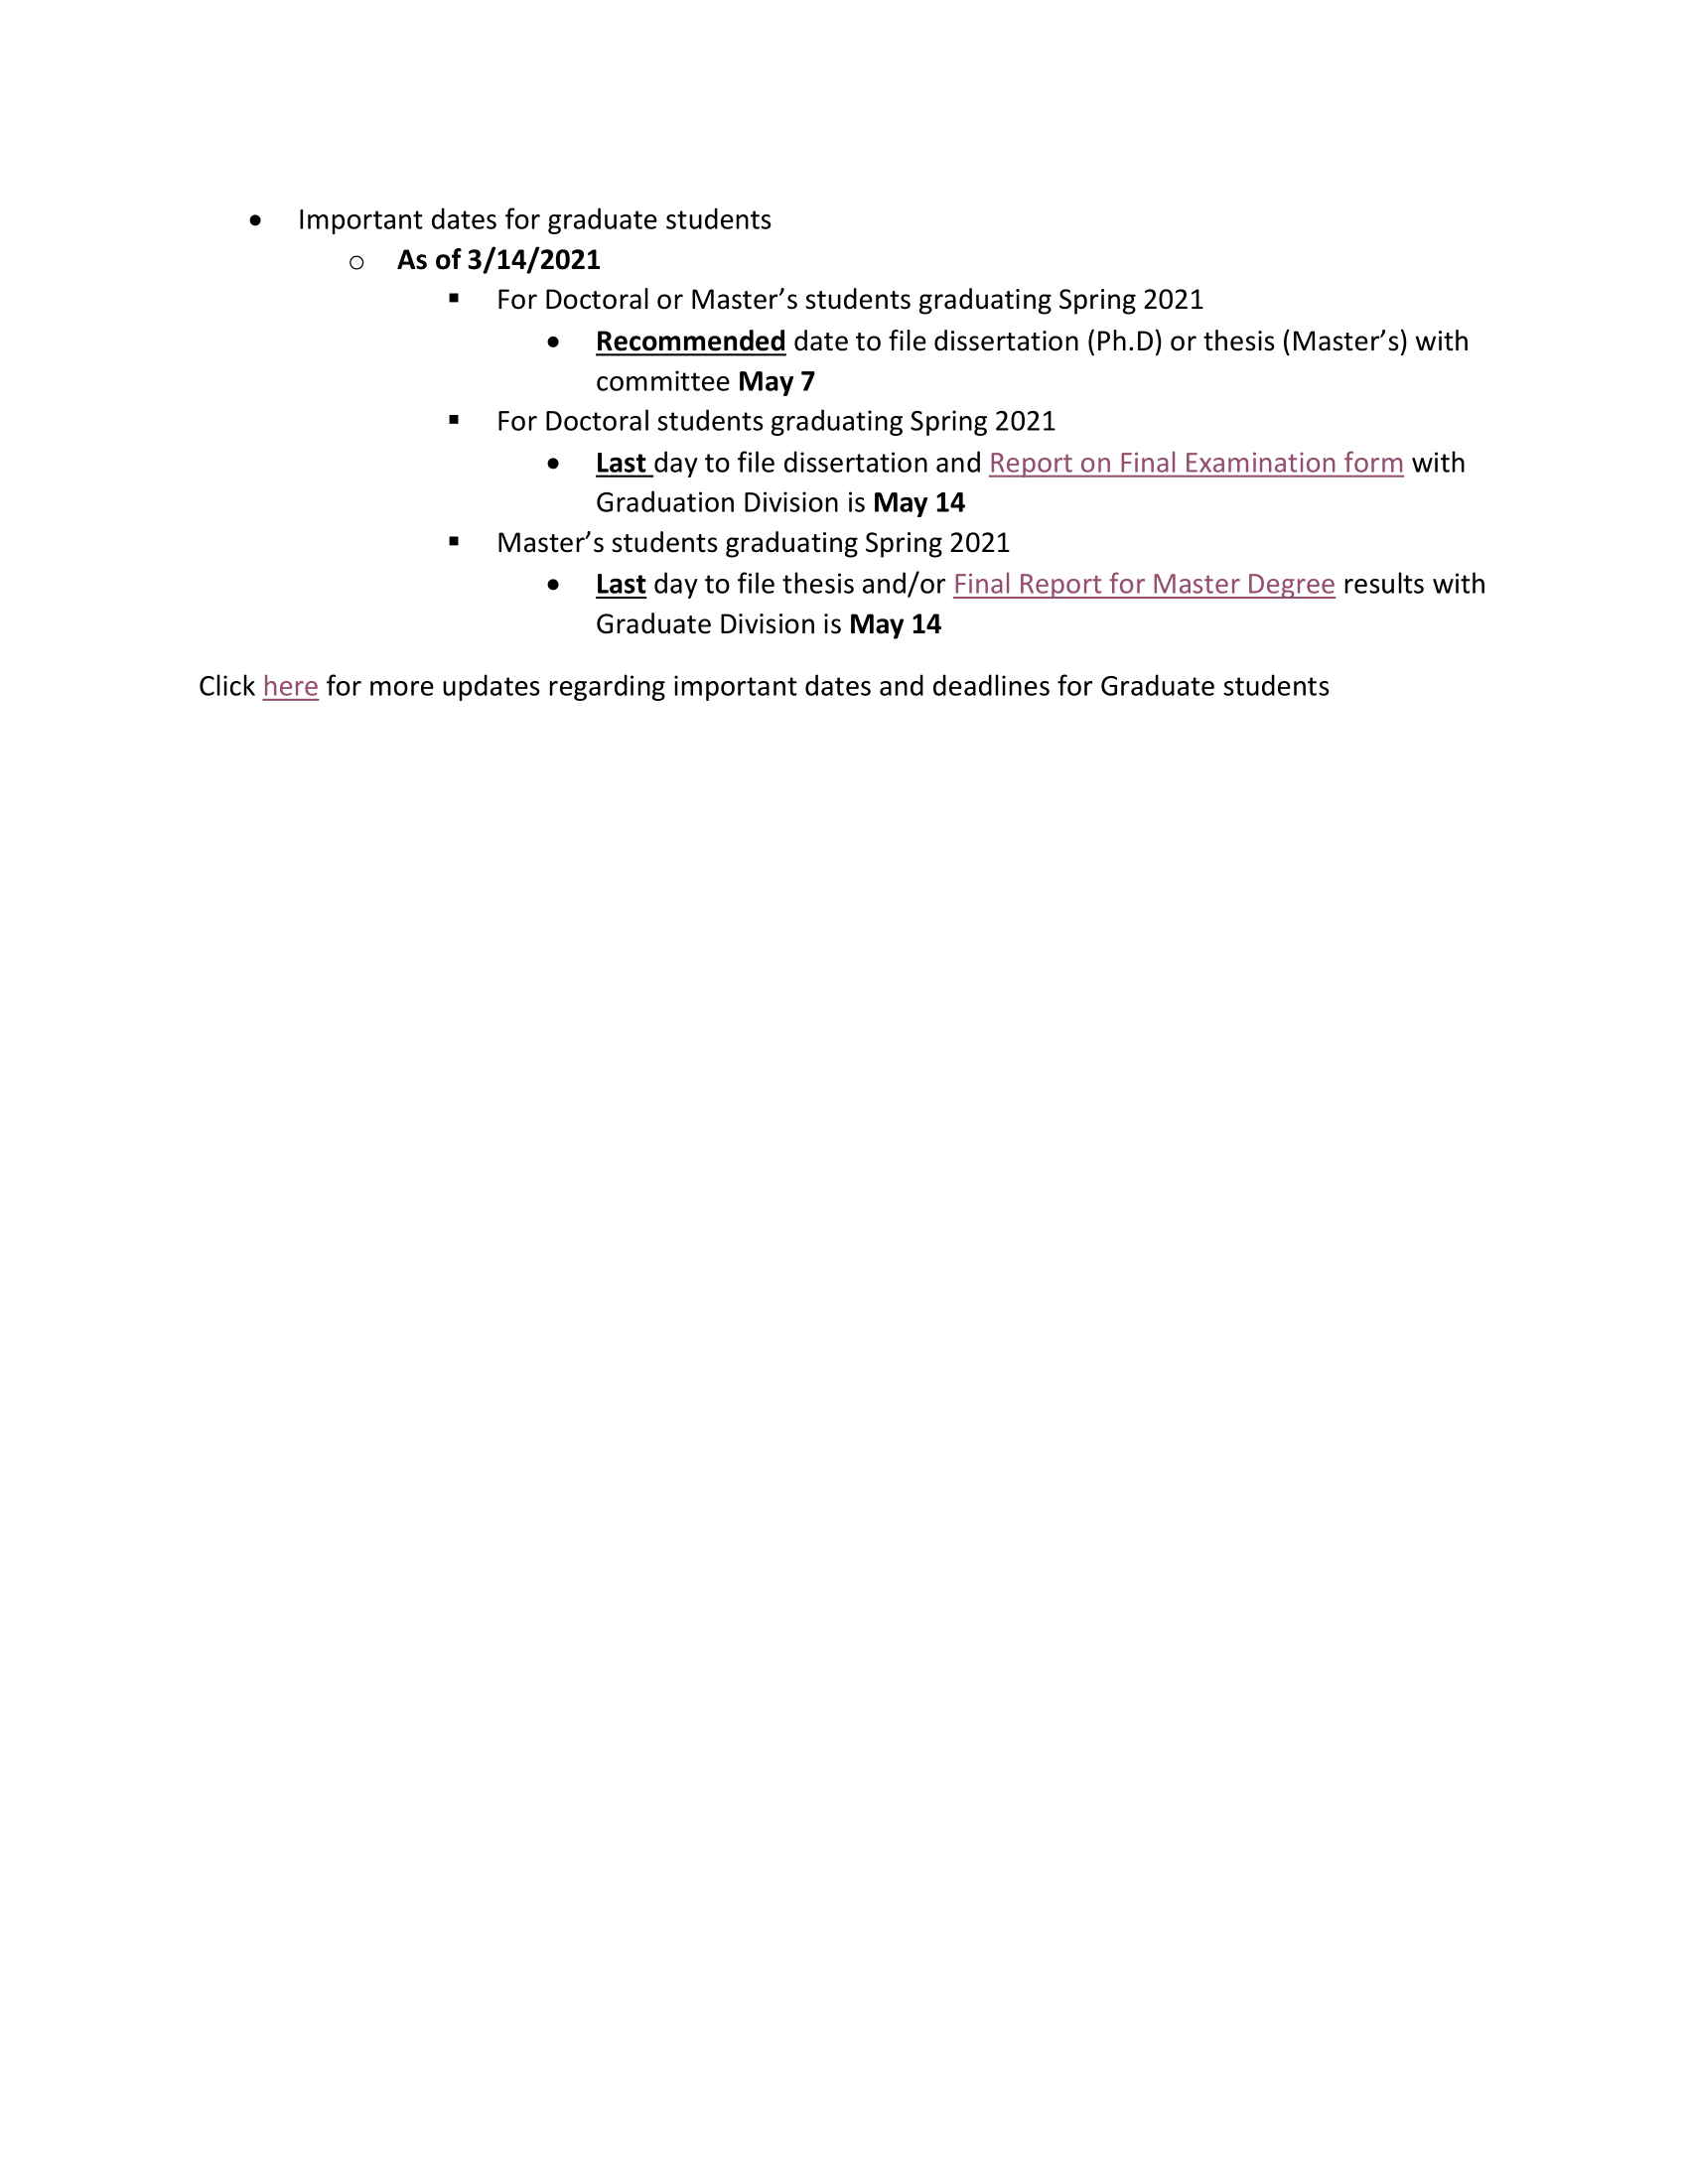 • Important dates for graduate students
o As of 3/14/2021
▪ For Doctoral or Master’s students graduating Spring 2021
• Recommended date to file dissertation (Ph.D) or thesis (Master’s) with
committee May 7
▪ For Doctoral students graduating Spring 2021
• Last day to file dissertation and Report on Final Examination form with
Graduation Division is May 14
▪ Master’s students graduating Spring 2021
• Last day to file thesis and/or Final Report for Master Degree results with
Graduate Division is May 14
Click here for more updates regarding important dates and deadlines for Graduate students